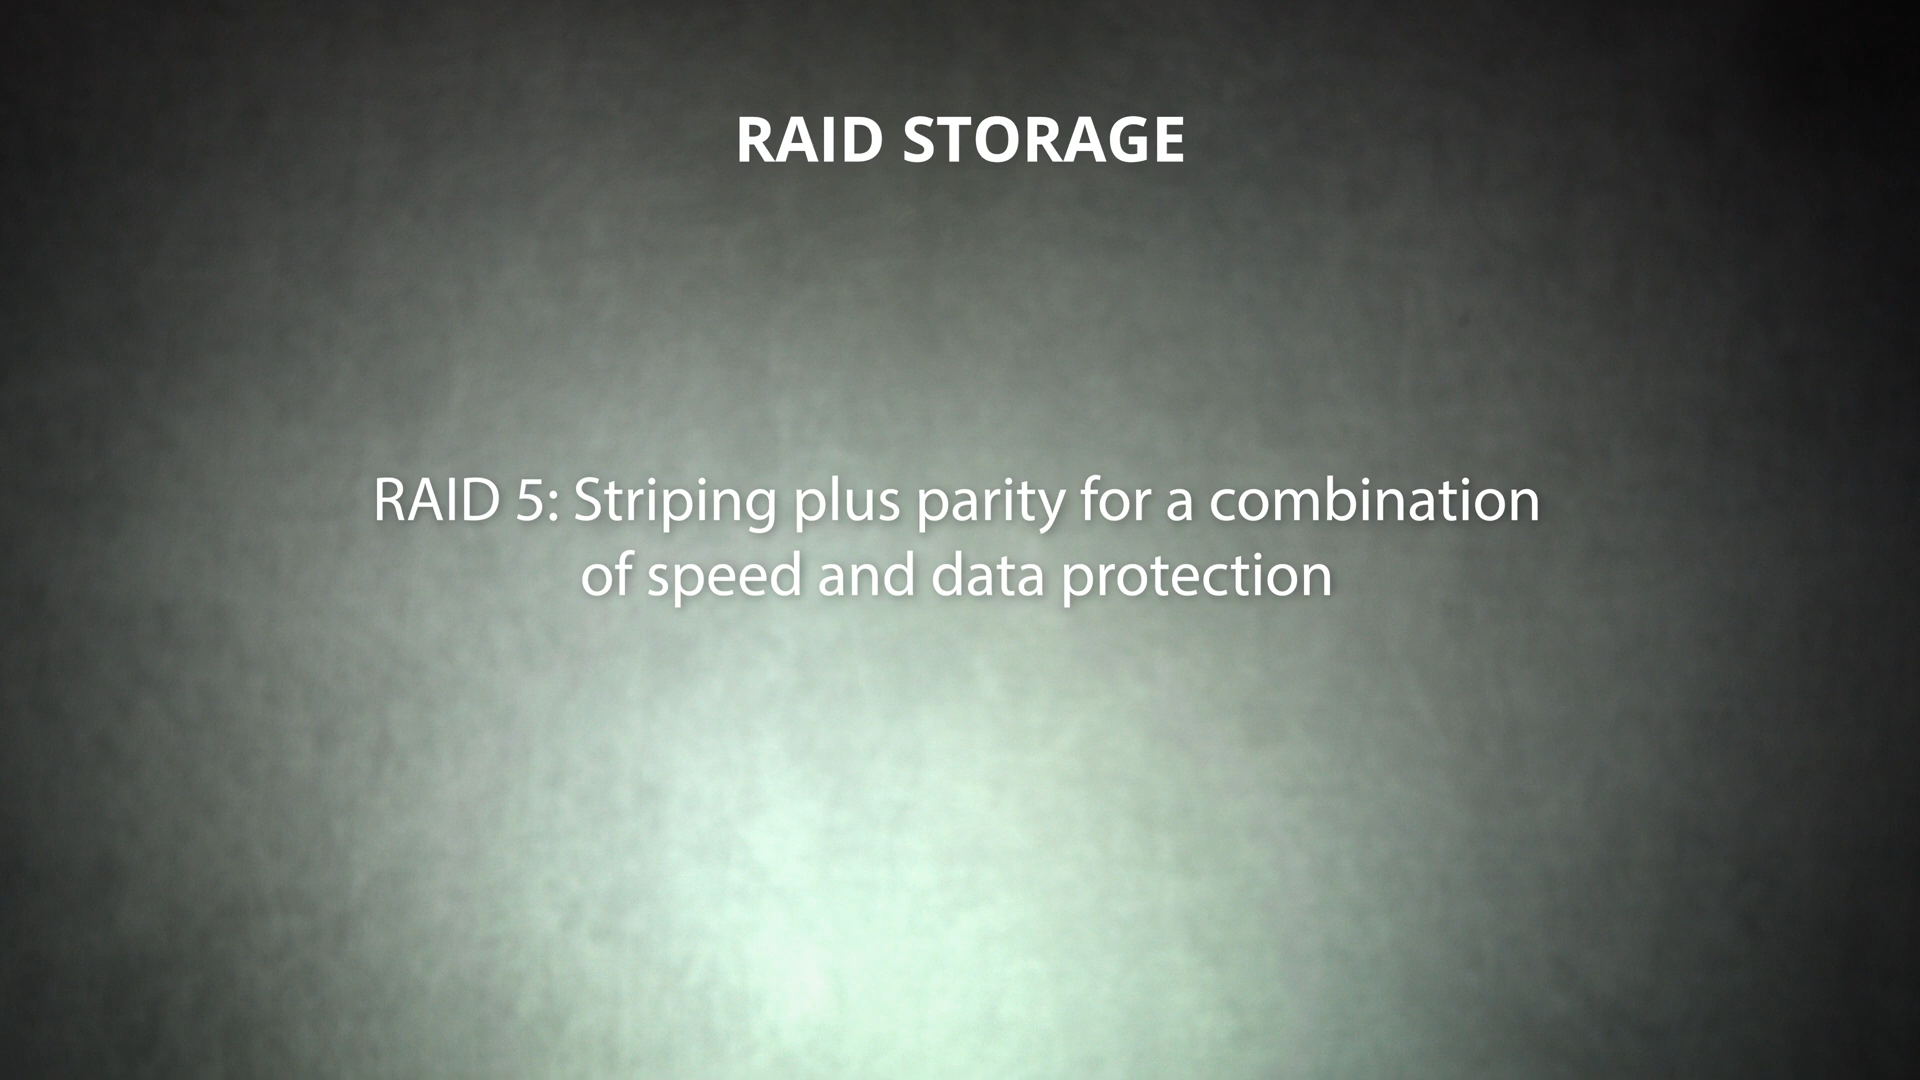 RAID STORAGE
RAID 5: Striping plus parity for a combination
of speed and data protection